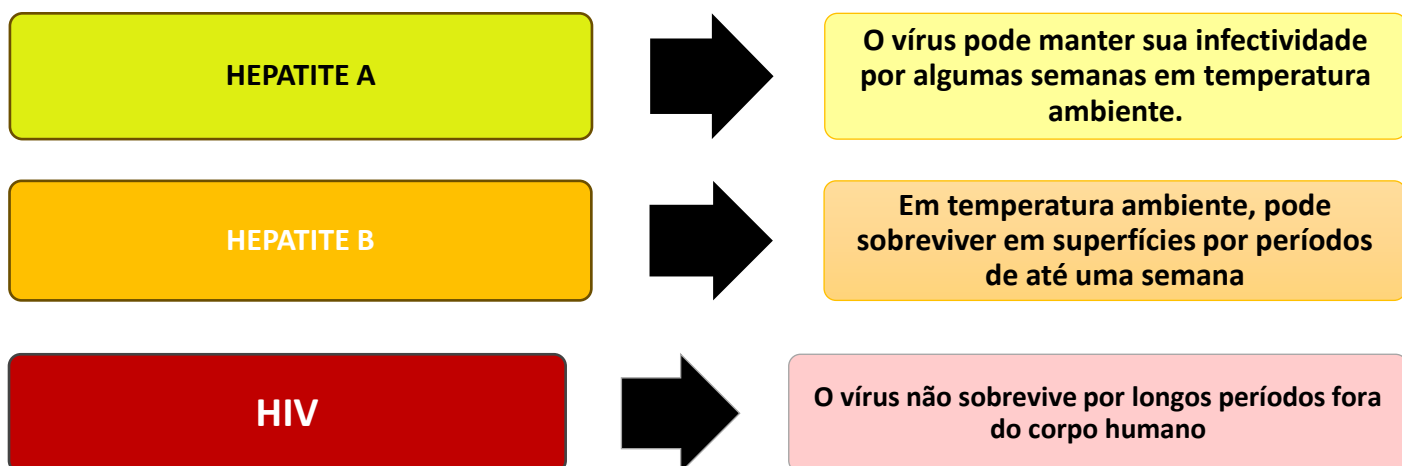 HEPATITE A
O vírus pode manter sua infectividade
por algumas semanas em temperatura
ambiente.
HEPATITE B
Em temperatura ambiente, pode
sobreviver em superfícies por períodos
de até uma semana
HIV
O vírus não sobrevive por longos períodos fora
do corpo humano